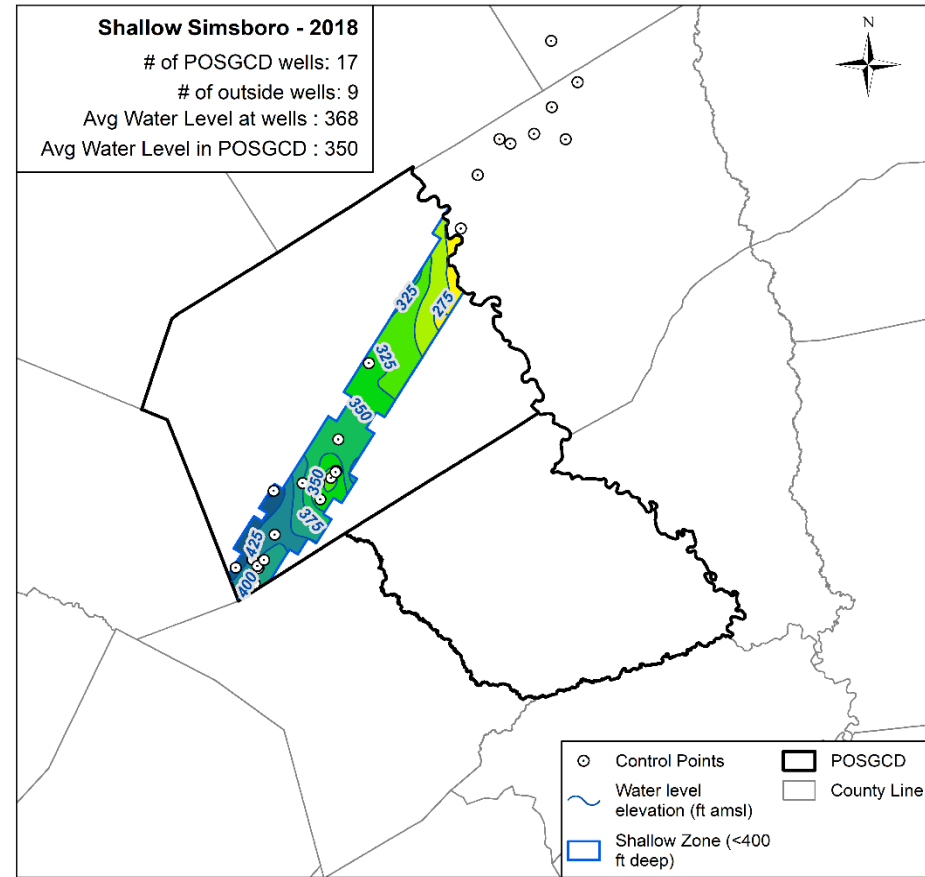 Shallow Simsboro - 2018
# of POSGCD wells: 17
# of outside wells: 9
Avg Water Level at wells : 368
Avg Water Level in POSGCD : 350
N
325
275
325
350
350
375
425
400
Control Points
Water level
elevation (ft amsl)
Shallow Zone (<400
ft deep)
POSGCD
County Line